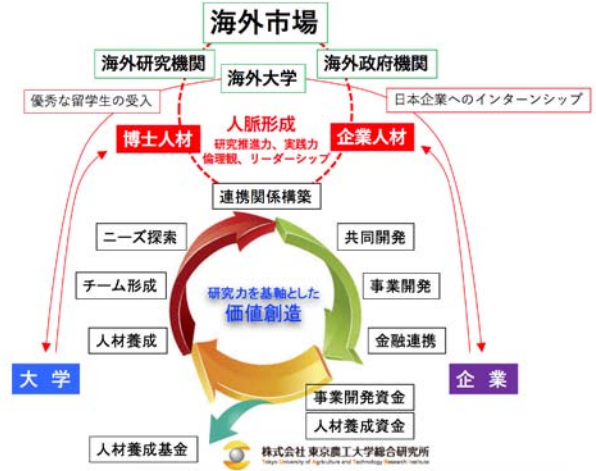 海外市場
海外研究機関
海外政府機関
海外大学
優秀な留学生の受入
日本企業へのインターンシップ
人脈形成
博士人材
企業人材
研究推進力、実践力
倫理観、リーダーシップ
連携関係構築
ニーズ探索
共同開発
チーム形成
研究力を基軸とした
価値創造
事業開発
人材養成
金融連携
大学
企業
事業開発資金
人材養成資金
人材養成基金
株式会社 東京農工大学総合研究所
Tokyo University of Agriculture and Technology Research Institute